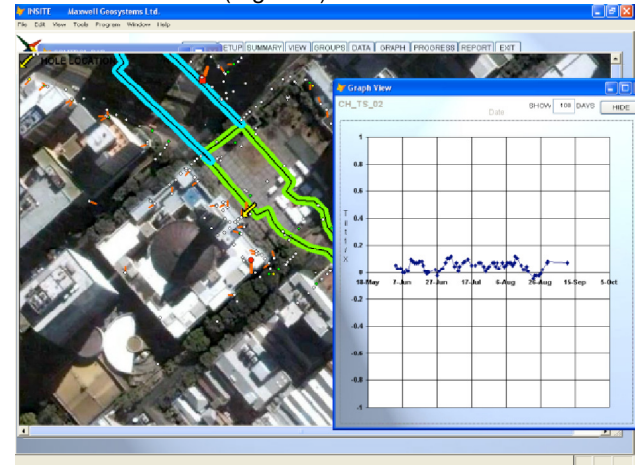 INSITE Maxwell Geosystems Ltd.
File Edit View Tools Program Window Help
SETUP SUMMARY VIEW GROUPS DATA GRAPH PROGRESS REPORT EXIT
HOLE LOCATION
Graph View
CH_TS_02
Date
SHOW 100 DAYS
HIDE
1
0.8
0.6
0.4
0.2
0
-0.2
-0.4
-0.6
-0.8
-1
Tilt / X
18-May 7-Jun 27-Jun 17-Jul 6-Aug 26-Aug 15-Sep 5-Oct